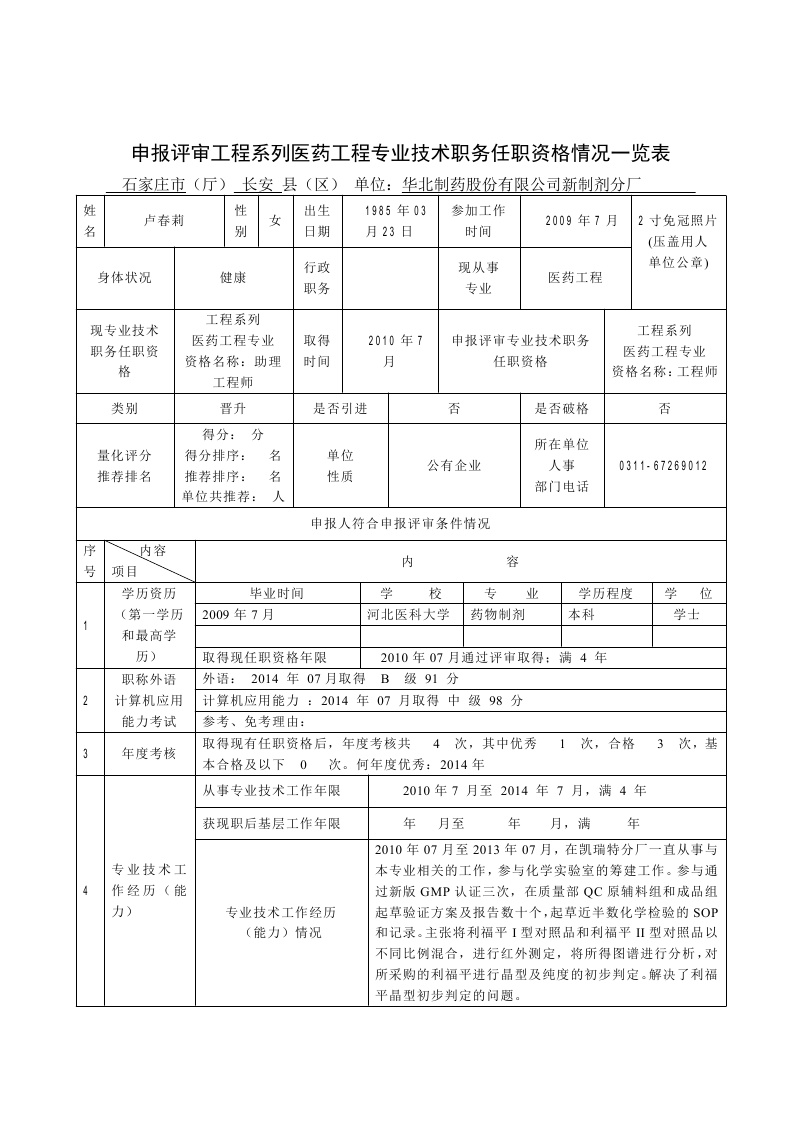 申报评审工程系列医药工程专业技术职务任职资格情况一览表
石家庄市（厅） 长安 县（区） 单位：华北制药股份有限公司新制剂分厂
姓名
卢春莉
性别
女
出生日期
1985 年 03 月 23 日
参加工作时间
2009 年 7 月
2 寸免冠照片
(压盖用人
单位公章)
身体状况
健康
行政职务
现从事专业
医药工程
现专业技术
职务任职资
格
工程系列
医药工程专业
资格名称：助理
工程师
取得时间
2010 年 7
月
申报评审专业技术职务
任职资格
工程系列
医药工程专业
资格名称：工程师
类别
晋升
是否引进
否
是否破格
否
量化评分
推荐排名
得分： 分
得分排序： 名
推荐排序： 名
单位共推荐： 人
单位
性质
公有企业
所在单位
人事
部门电话
0311-67269012
申报人符合申报评审条件情况
序号
内容
项目
内 容
1
学历资历
（第一学历
和最高学
历）
毕业时间 学 校 专 业 学历程度 学 位
2009 年 7 月 河北医科大学 药物制剂 本科 学士
取得现任职资格年限 2010 年 07 月通过评审取得；满 4 年
2
职称外语
计算机应用
能力考试
外语： 2014 年 07 月取得 B 级 91 分
计算机应用能力 ：2014 年 07 月取得 中 级 98 分
参考、免考理由：
3
年度考核
取得现有任职资格后，年度考核共 4 次，其中优秀 1 次，合格 3 次，基
本合格及以下 0 次。何年度优秀：2014 年
4
专业技术工
作经历（能
力）
从事专业技术工作年限 2010 年 7 月至 2014 年 7 月，满 4 年
获现职后基层工作年限 年 月至 年 月，满 年
专业技术工作经历
（能力）情况
2010 年 07 月至 2013 年 07 月，在凯瑞特分厂一直从事与
本专业相关的工作，参与化学实验室的筹建工作。参与通
过新版 GMP 认证三次，在质量部 QC 原辅料组和成品组
起草验证方案及报告数十个，起草近半数化学检验的 SOP
和记录。主张将利福平 I 型对照品和利福平 II 型对照品以
不同比例混合，进行红外测定，将所得图谱进行分析，对
所采购的利福平进行晶型及纯度的初步判定。解决了利福
平晶型初步判定的问题。